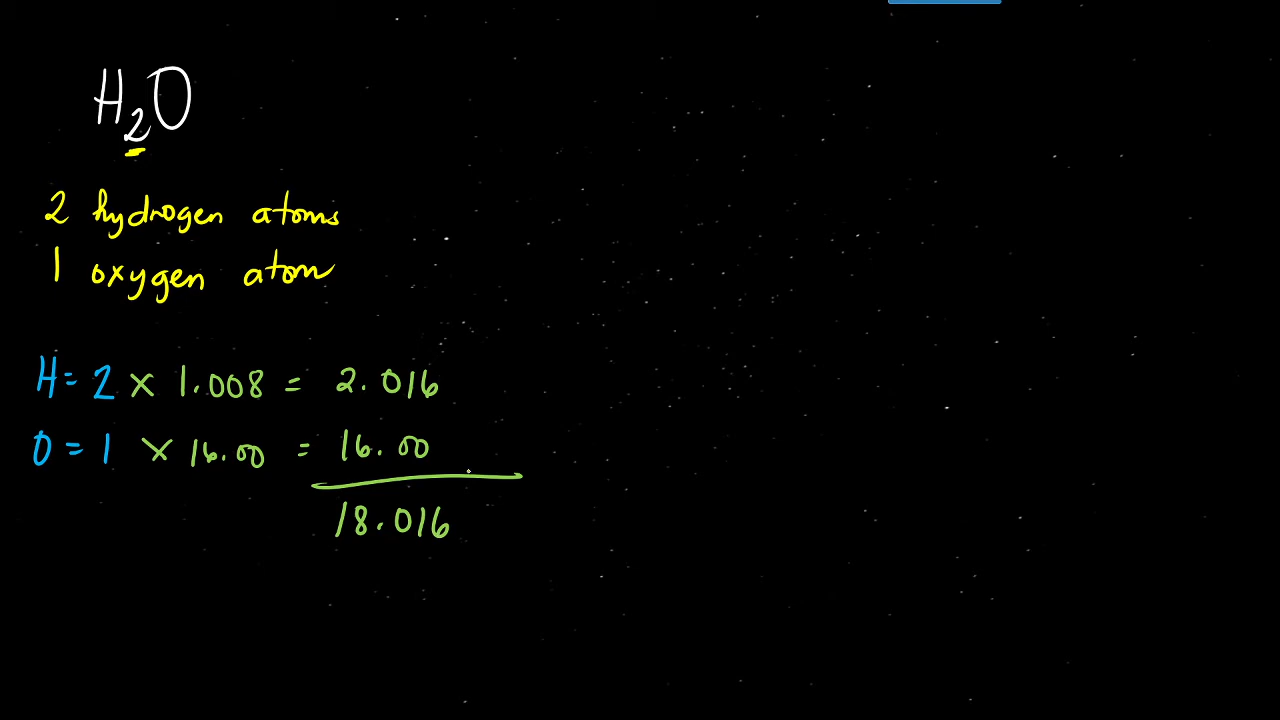 H₂O
2 hydrogen atoms
1 oxygen atom
H = 2 × 1.008 = 2.016
O = 1 × 16.00 = 16.00
18.016